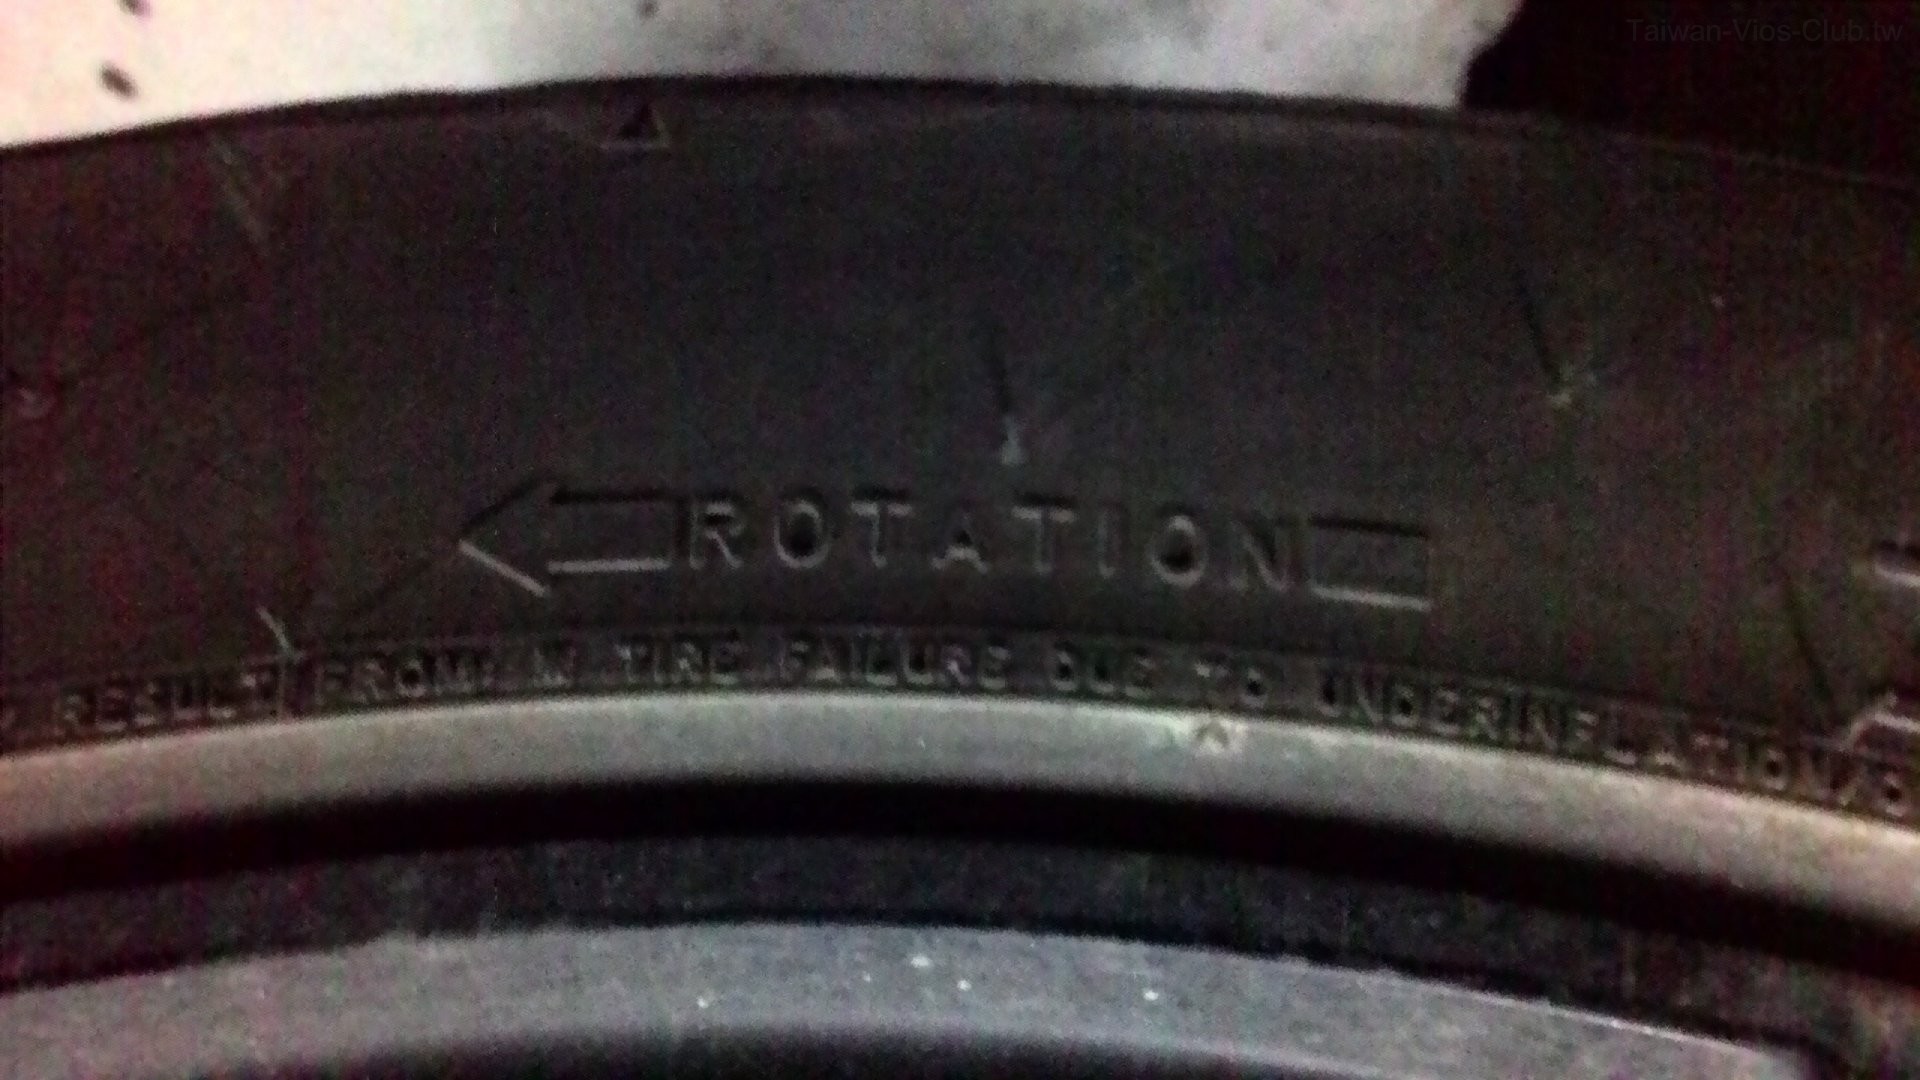 Taiwan-Vios-Club.tw
ROTATION
RESULT FROM: TIRE FAILURE DUE TO UNDERINFLATION/O